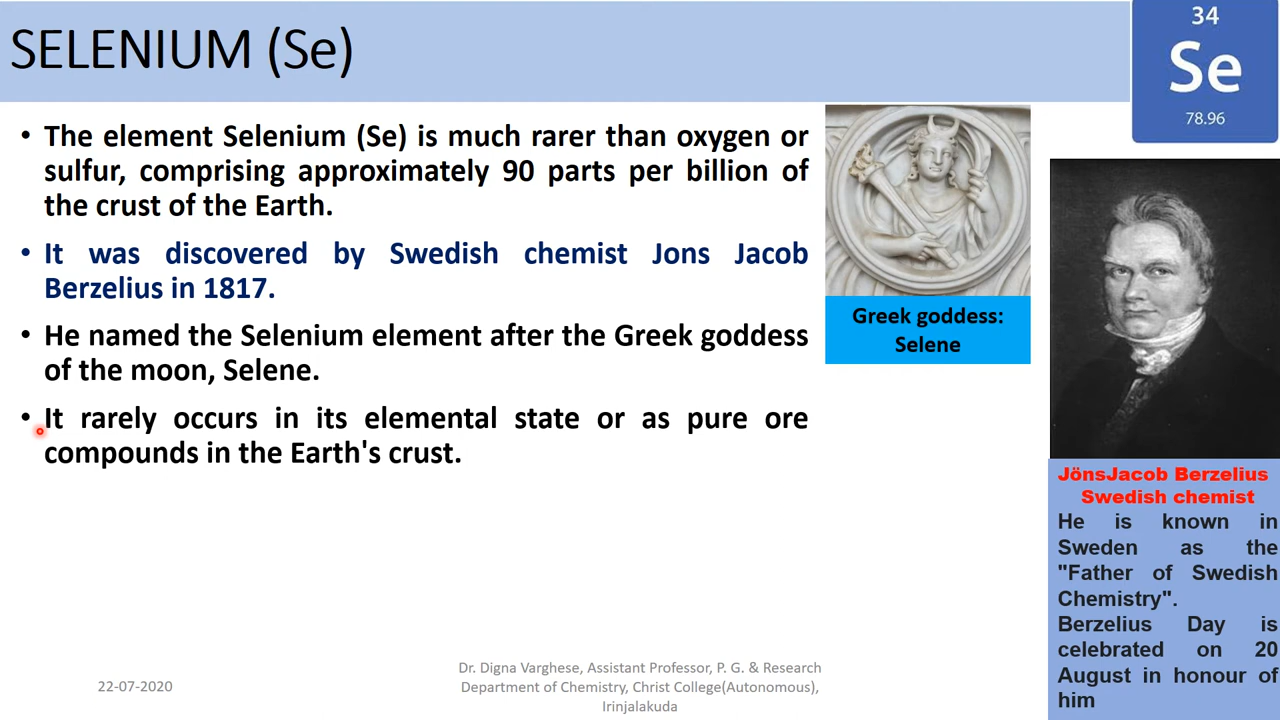 SELENIUM (Se)
34
Se
78.96
• The element Selenium (Se) is much rarer than oxygen or
sulfur, comprising approximately 90 parts per billion of
the crust of the Earth.
• It was discovered by Swedish chemist Jons Jacob
Berzelius in 1817.
• He named the Selenium element after the Greek goddess
of the moon, Selene.
• It rarely occurs in its elemental state or as pure ore
compounds in the Earth's crust.
Greek goddess:
Selene
JönsJacob Berzelius
Swedish chemist
He is known in
Sweden as the
"Father of Swedish
Chemistry".
Berzelius Day is
celebrated on 20
August in honour of
him
22-07-2020
Dr. Digna Varghese, Assistant Professor, P. G. & Research
Department of Chemistry, Christ College(Autonomous),
Irinjalakuda